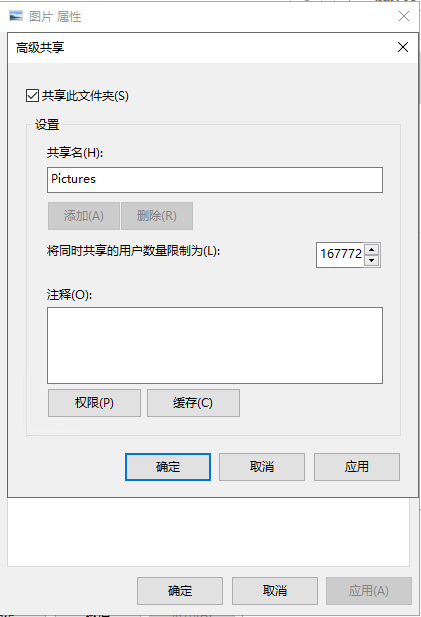 图片 属性
高级共享
共享此文件夹(S)
设置
共享名(H):
Pictures
添加(A)
删除(R)
将同时共享的用户数量限制为(L):
167772
注释(O):
权限(P)
缓存(C)
确定
取消
应用
确定
取消
应用(A)